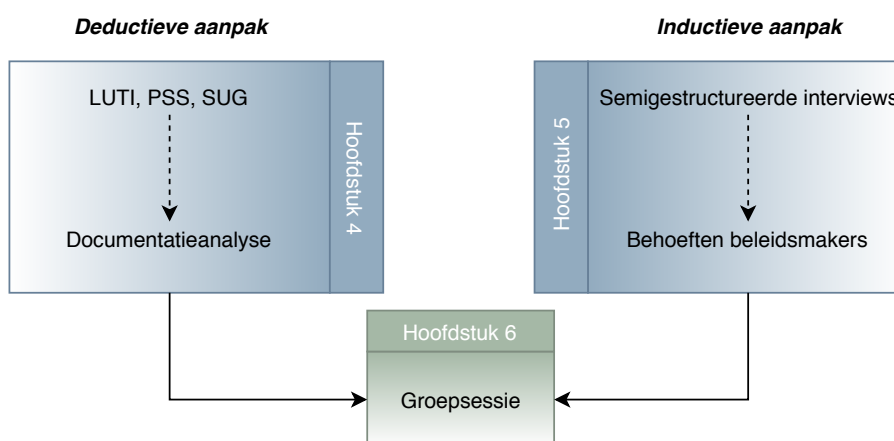 Deductieve aanpak
Inductieve aanpak
LUTI, PSS, SUG
Documentatieanalyse
Hoofdstuk 4
Hoofdstuk 5
Semigestructureerde interviews
Behoeften beleidsmakers
Hoofdstuk 6
Groepsessie